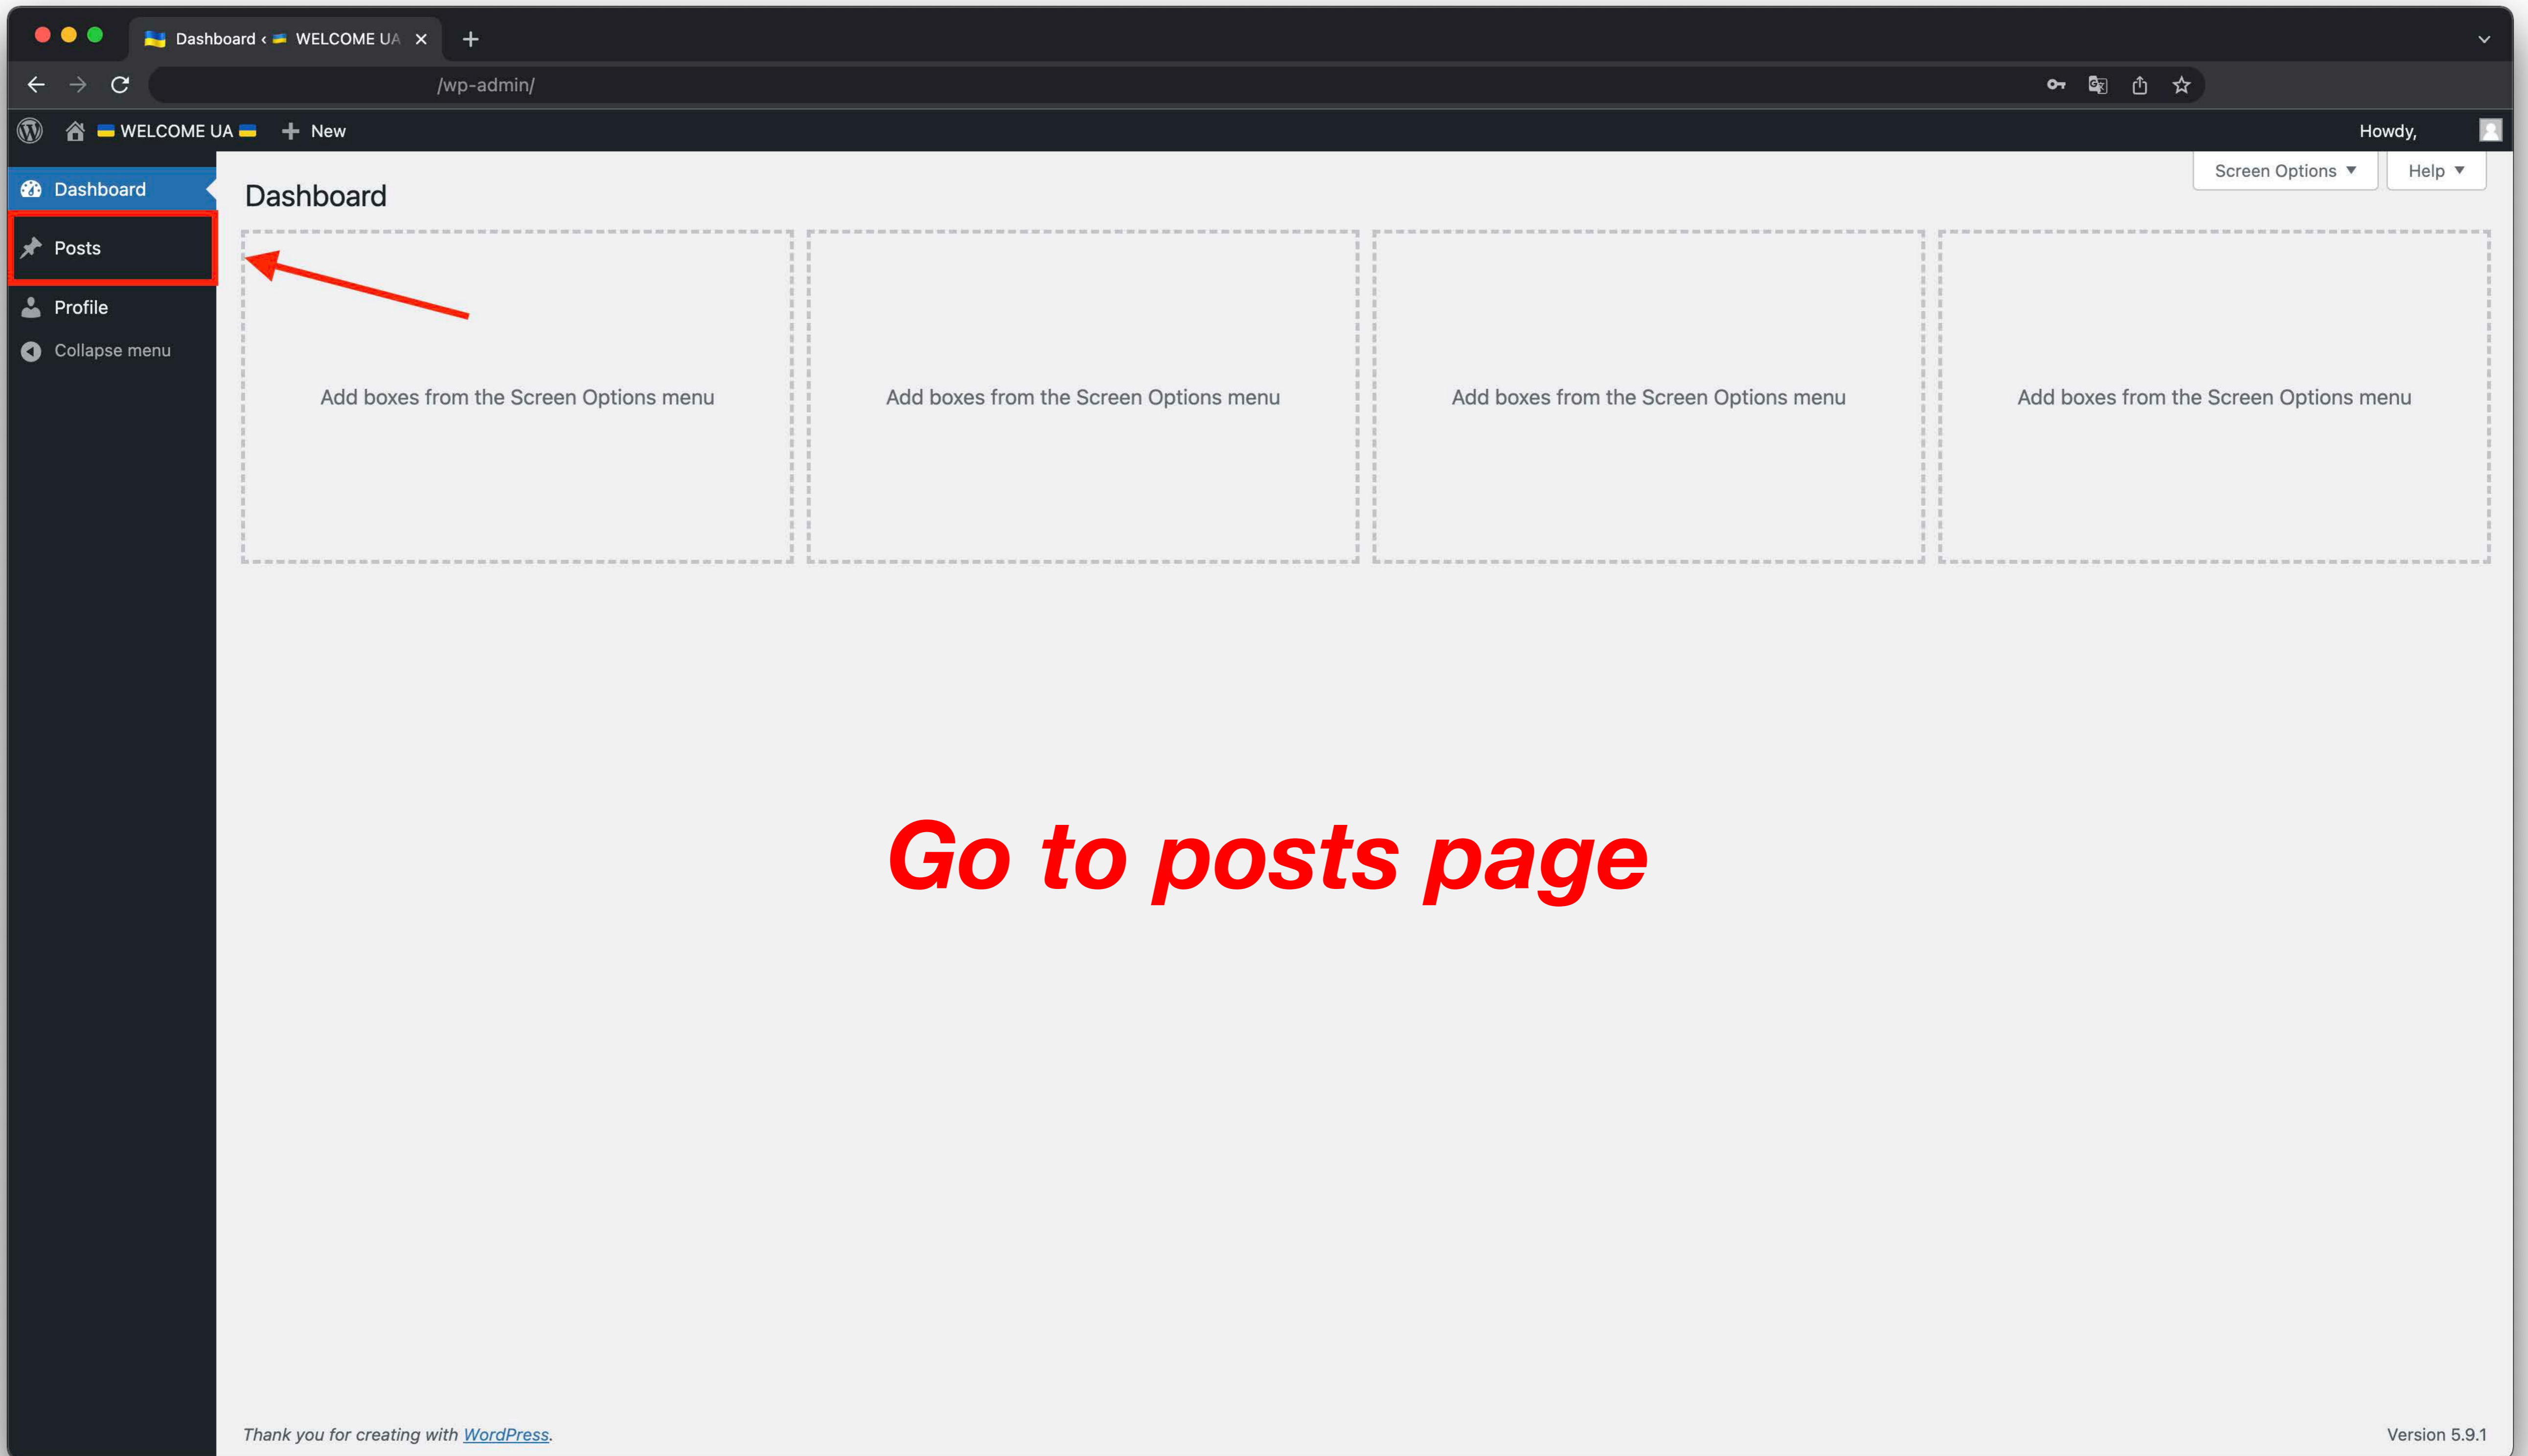 Dashboard ‹ 🇺🇦 WELCOME UA
/wp-admin/
🇺🇦 WELCOME UA 🇺🇦 New Howdy,
Screen Options ▼ Help ▼
Dashboard
Dashboard
Posts
Profile
Collapse menu
Add boxes from the Screen Options menu
Add boxes from the Screen Options menu
Add boxes from the Screen Options menu
Add boxes from the Screen Options menu
Go to posts page
Thank you for creating with WordPress.
Version 5.9.1